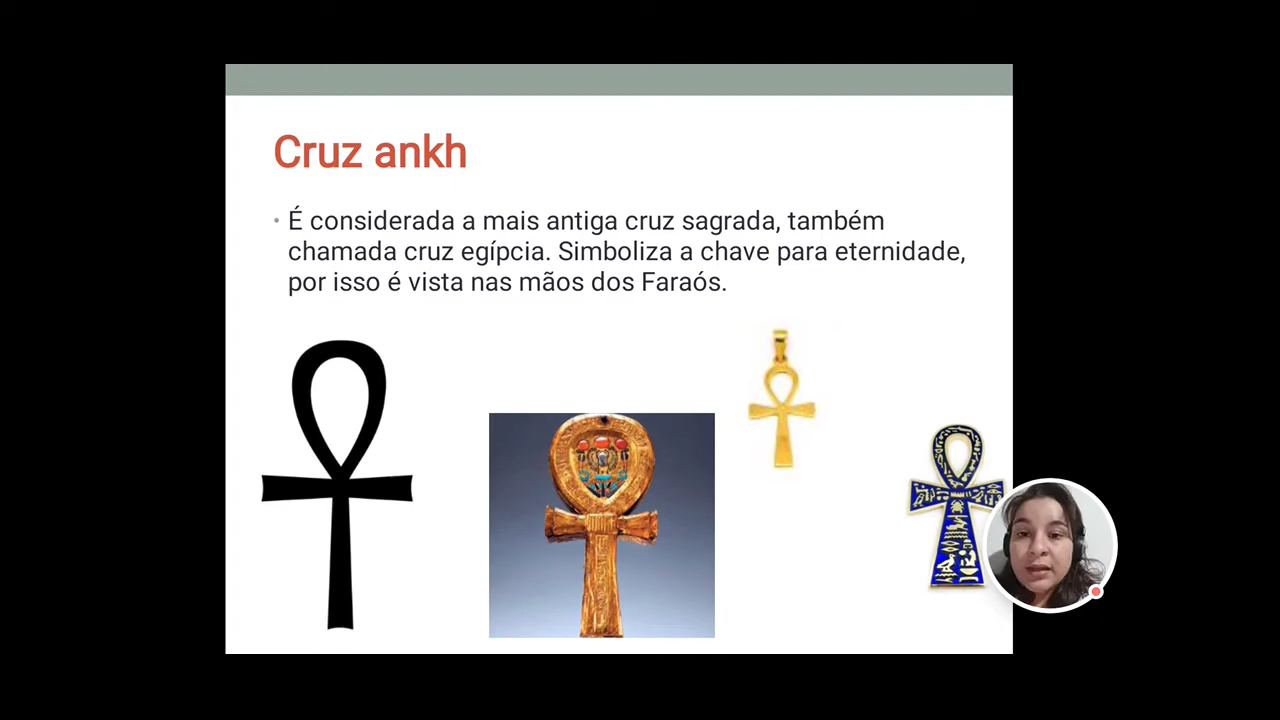 Cruz ankh
• É considerada a mais antiga cruz sagrada, também
chamada cruz egípcia. Simboliza a chave para eternidade,
por isso é vista nas mãos dos Faraós.